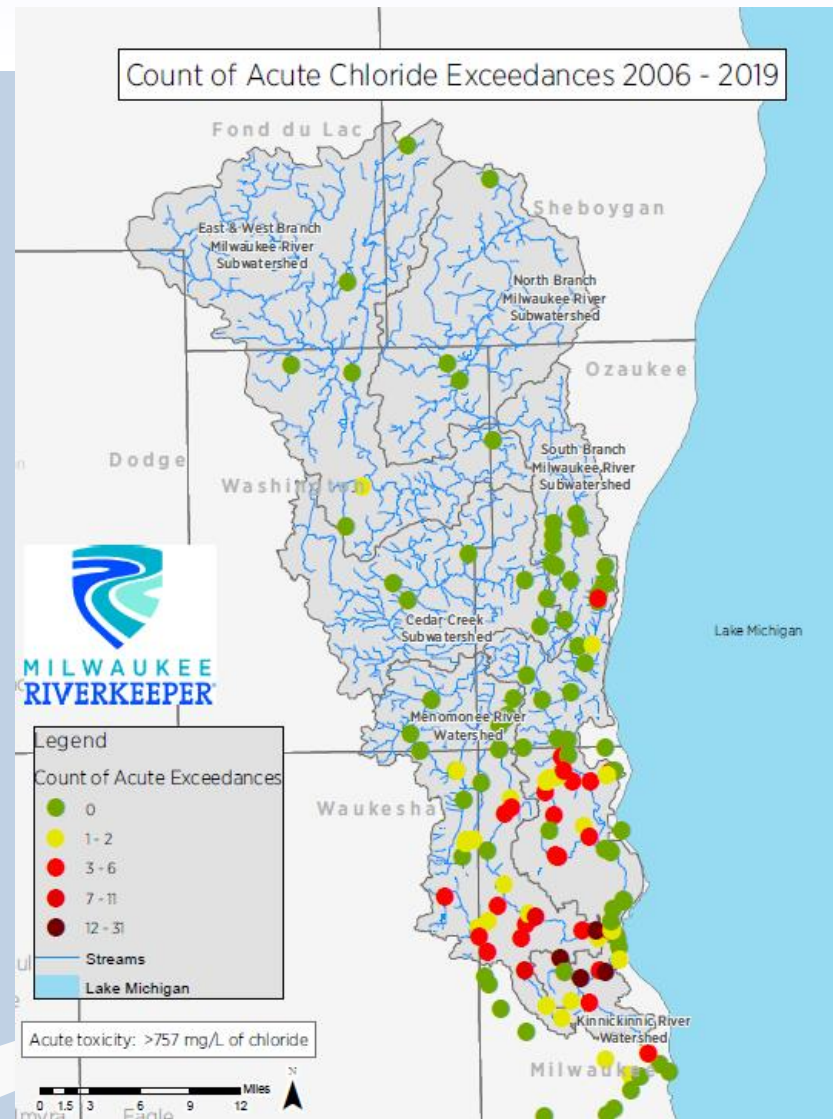 Count of Acute Chloride Exceedances 2006 - 2019
Fond du Lac
Sheboygan
East & West Branch
Milwaukee River
Subwatershed
North Branch
Milwaukee River
Subwatershed
Ozaukee
Dodge
Washington
South Branch
Milwaukee River
Subwatershed
Cedar Creek
Subwatershed
Lake Michigan
MILWAUKEE
RIVERKEEPER
Menomonee River
Watershed
Legend
Count of Acute Exceedances
0
1 - 2
3 - 6
7 - 11
12 - 31
Streams
Lake Michigan
Waukesha
Acute toxicity: >757 mg/L of chloride
Kinnickinnic River
Watershed
Milwaukee
Miles
0 1.5 3 6 9 12
N
Eagle